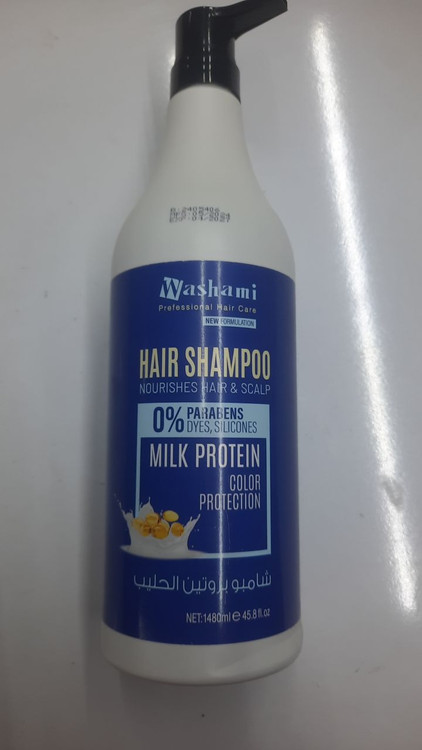 Washami
Prefessional Hair Care
NEW FORMULATION
HAIR SHAMPOO
NOURISHES HAIR & SCALP
0% PARABENS
DYES, SILICONES
MILK PROTEIN
COLOR
PROTECTION
شامبو بروتين الحليب
NET:1480ml ℮ 45.8 fl.oz